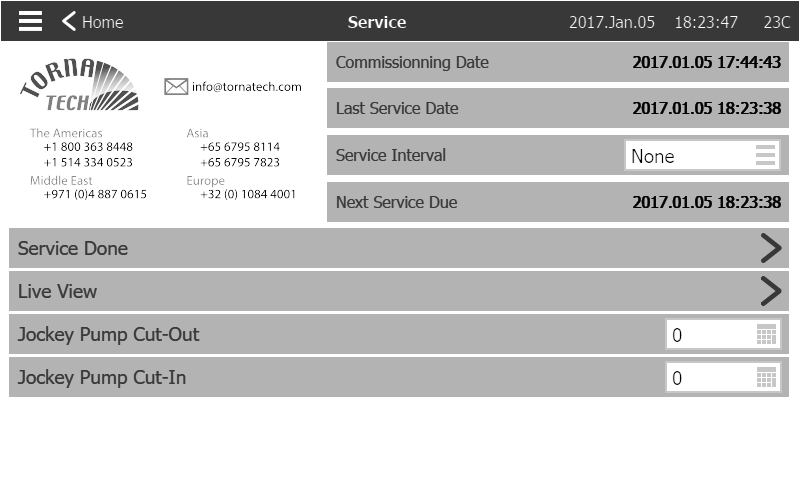 Home Service 2017.Jan.05 18:23:47 23C
TORNA
TECH
info@tornatech.com
The Americas
+1 800 363 8448
+1 514 334 0523
Asia
+65 6795 8114
+65 6795 7823
Middle East
+971 (0)4 887 0615
Europe
+32 (0) 1084 4001
Commissionning Date 2017.01.05 17:44:43
Last Service Date 2017.01.05 18:23:38
Service Interval None
Next Service Due 2017.01.05 18:23:38
Service Done
Live View
Jockey Pump Cut-Out 0
Jockey Pump Cut-In 0